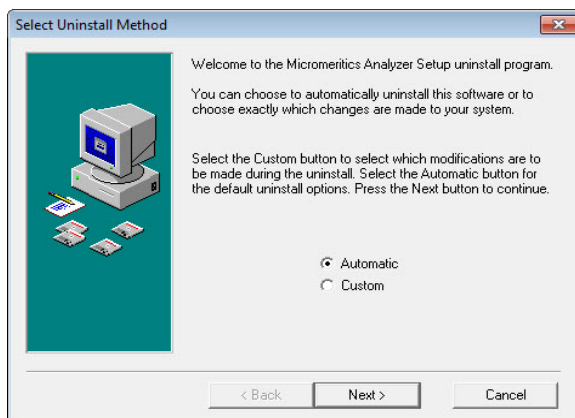 Select Uninstall Method
Welcome to the Micromeritics Analyzer Setup uninstall program.
You can choose to automatically uninstall this software or to
choose exactly which changes are made to your system.
Select the Custom button to select which modifications are to
be made during the uninstall. Select the Automatic button for
the default uninstall options. Press the Next button to continue.
Automatic
Custom
< Back
Next >
Cancel